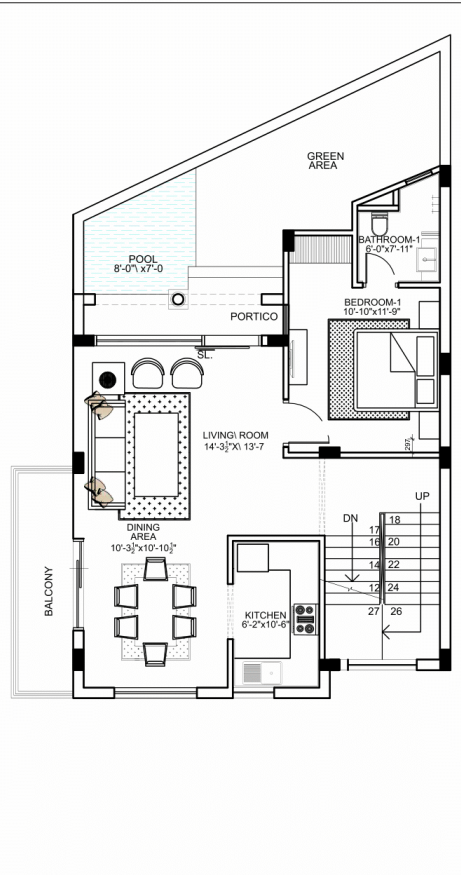 GREEN
AREA
BATHROOM-1
6'-0"x7'-11"
POOL
8'-0"\ x7'-0
BEDROOM-1
10'-10"x11'-9"
PORTICO
SL.
LIVING\ ROOM
14'-3½"X\ 13'-7
297
UP
DN
18
17
16 20
14 22
12 24
27 26
DINING
AREA
10'-3½"x10'-10½"
BALCONY
KITCHEN
6'-2"x10'-6"